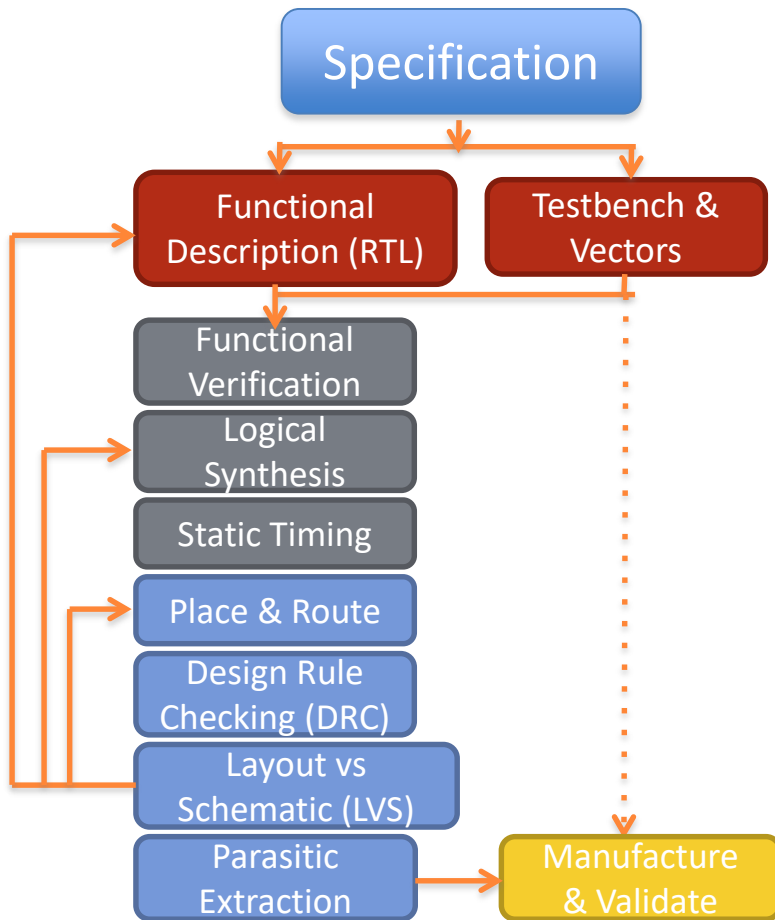 Specification
Functional
Description (RTL)
Testbench &
Vectors
Functional
Verification
Logical
Synthesis
Static Timing
Place & Route
Design Rule
Checking (DRC)
Layout vs
Schematic (LVS)
Parasitic
Extraction
Manufacture
& Validate